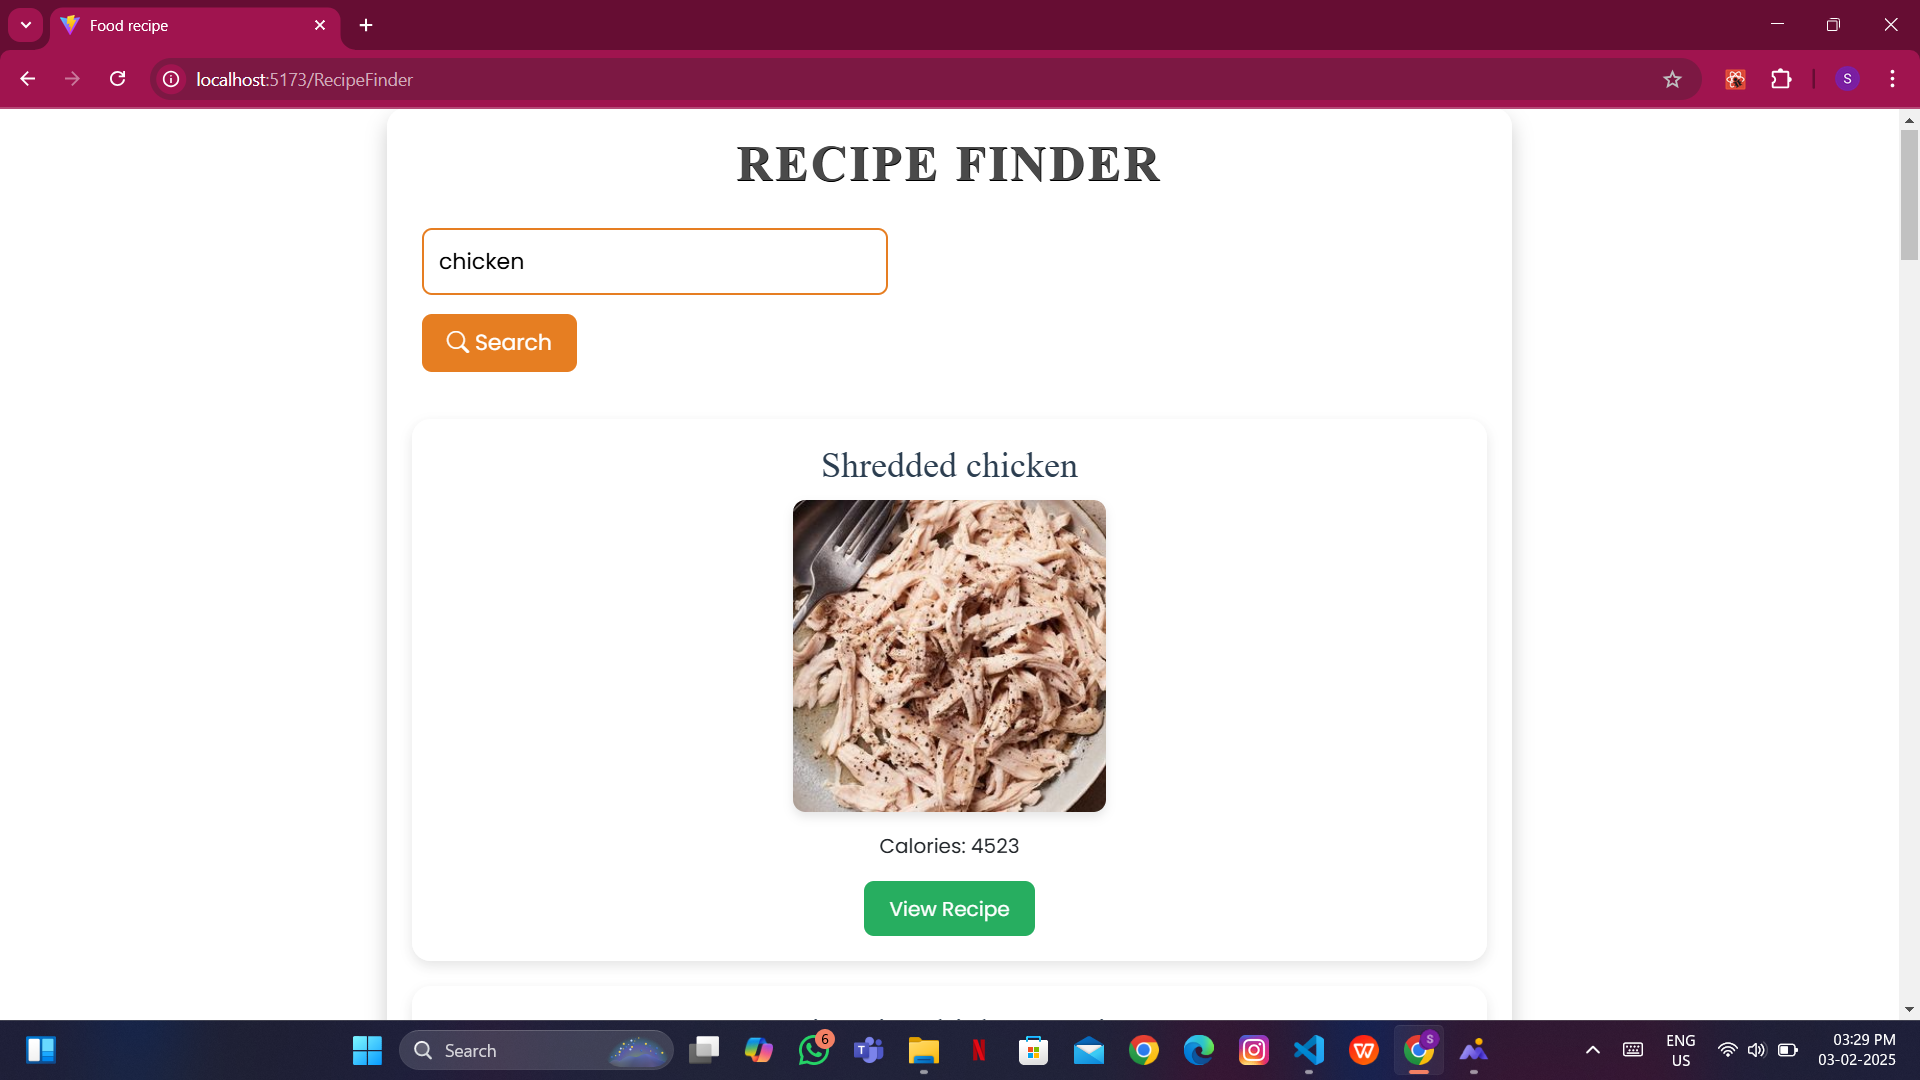 Food recipe
localhost:5173/RecipeFinder
S
RECIPE FINDER
chicken
Search
Shredded chicken
Calories: 4523
View Recipe
Search
6
S
ENG
US
03:29 PM
03-02-2025